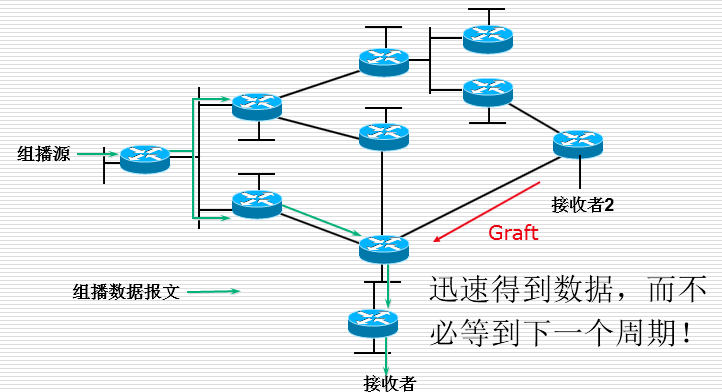 组播源
接收者2
Graft
组播数据报文
迅速得到数据，而不
必等到下一个周期！
接收者